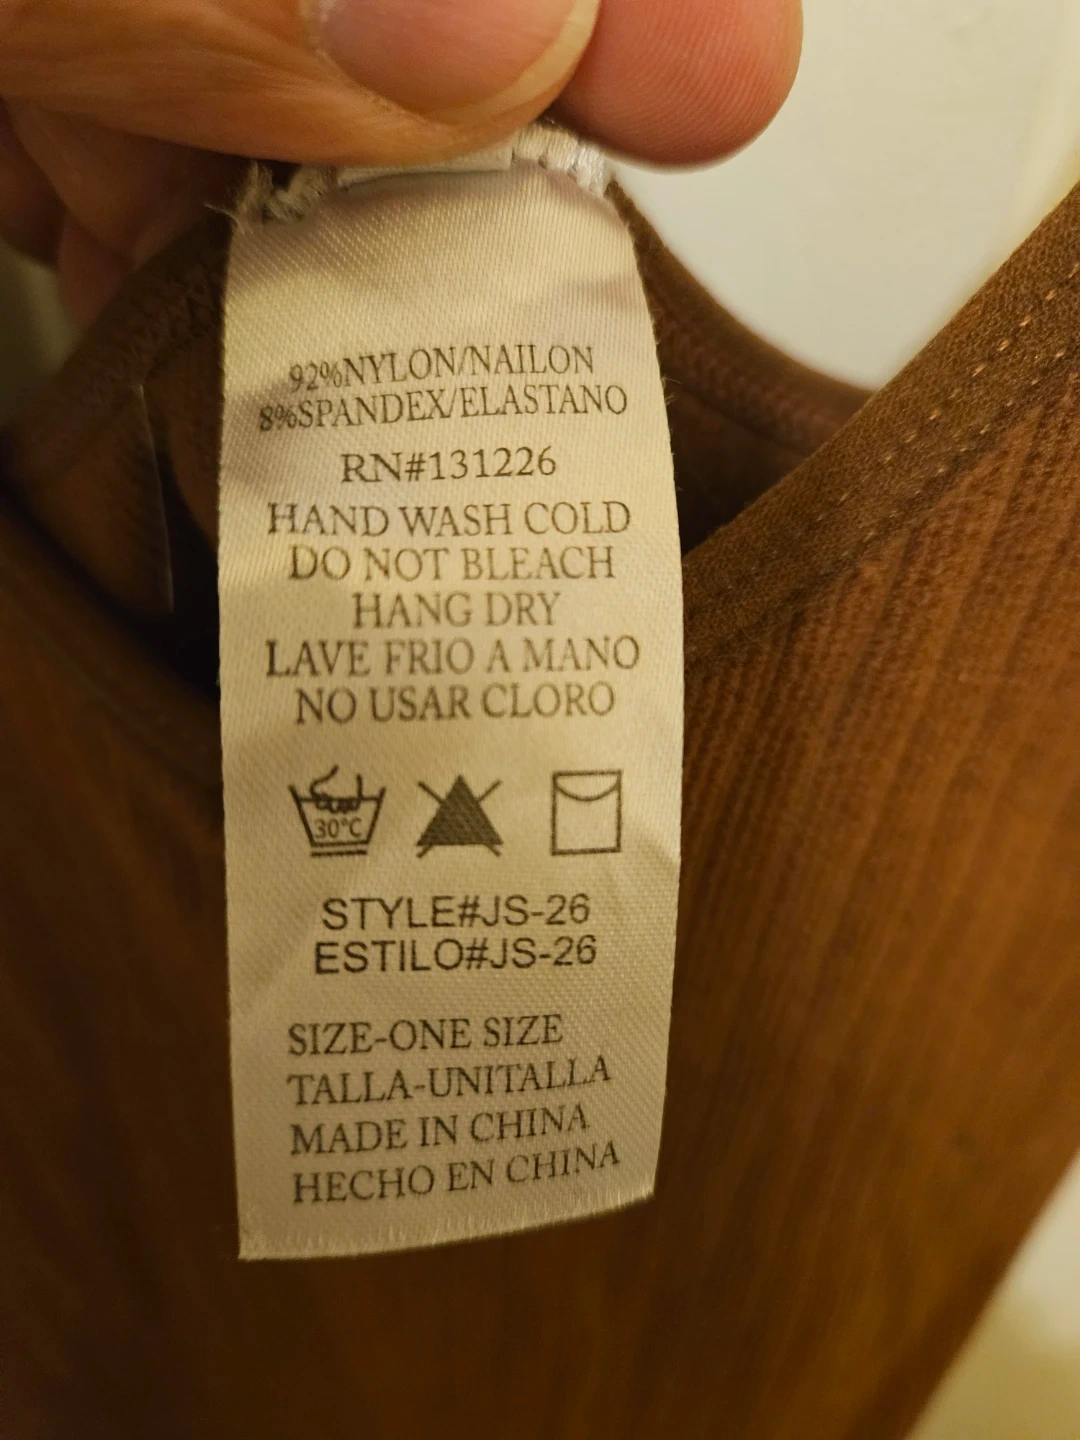 92%NYLON/NAILON
8%SPANDEX/ELASTANO
RN#131226
HAND WASH COLD
DO NOT BLEACH
HANG DRY
LAVE FRIO A MANO
NO USAR CLORO
30°C
STYLE#JS-26
ESTILO#JS-26
SIZE-ONE SIZE
TALLA-UNITALLA
MADE IN CHINA
HECHO EN CHINA